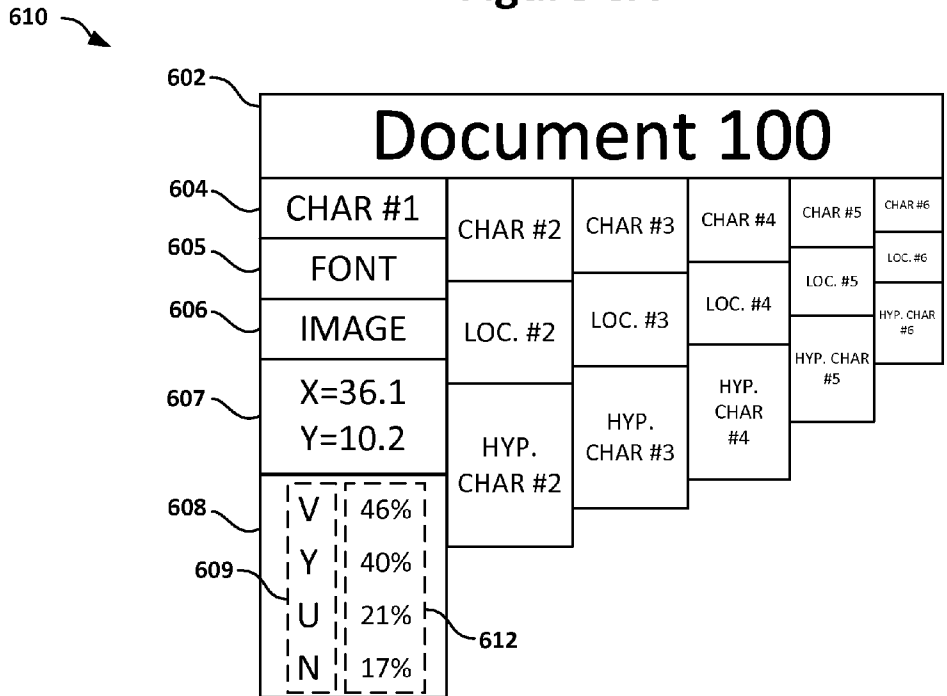 610
602
Document 100
604
CHAR #1
605
FONT
606
IMAGE
607
X=36.1
Y=10.2
608
V 46%
Y 40%
609
U 21%
612
N 17%
CHAR #2
LOC. #2
HYP.
CHAR #2
CHAR #3
LOC. #3
HYP.
CHAR #3
CHAR #4
LOC. #4
HYP.
CHAR
#4
CHAR #5
LOC. #5
HYP. CHAR
#5
CHAR #6
LOC. #6
HYP. CHAR
#6